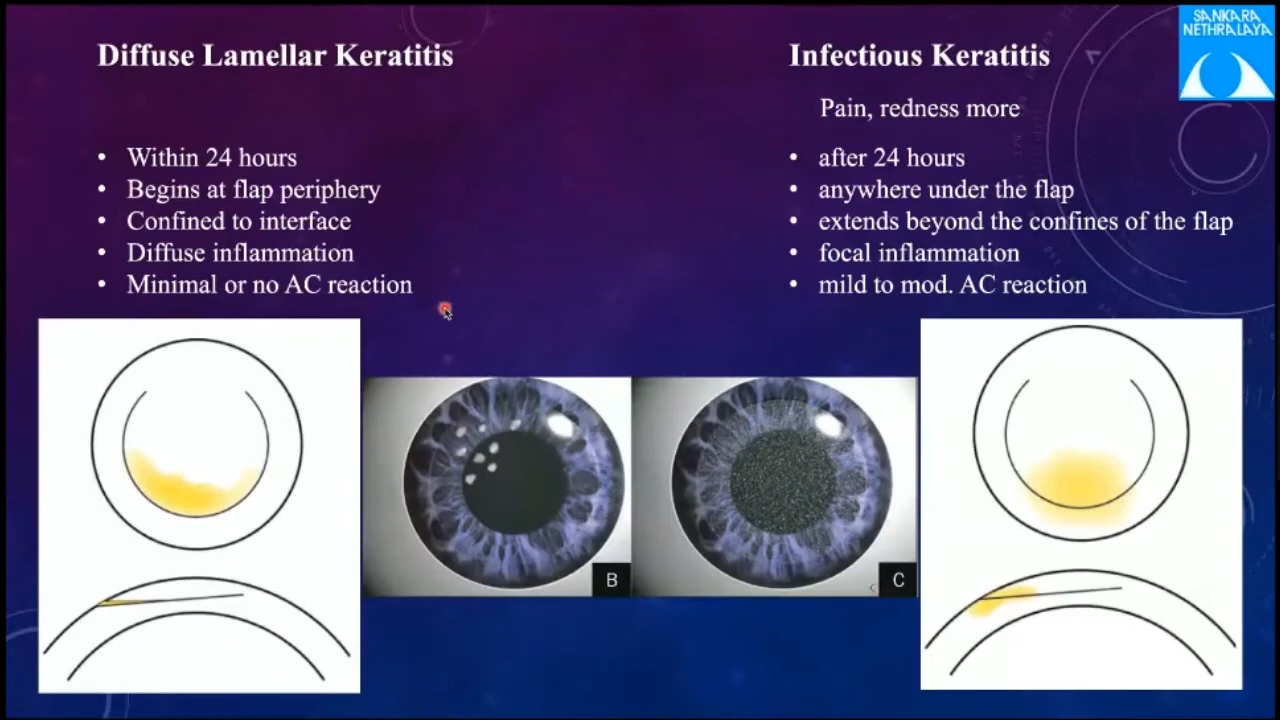 Diffuse Lamellar Keratitis
• Within 24 hours
• Begins at flap periphery
• Confined to interface
• Diffuse inflammation
• Minimal or no AC reaction
Infectious Keratitis
Pain, redness more
• after 24 hours
• anywhere under the flap
• extends beyond the confines of the flap
• focal inflammation
• mild to mod. AC reaction
SANKARA
NETHRALAYA
B
C